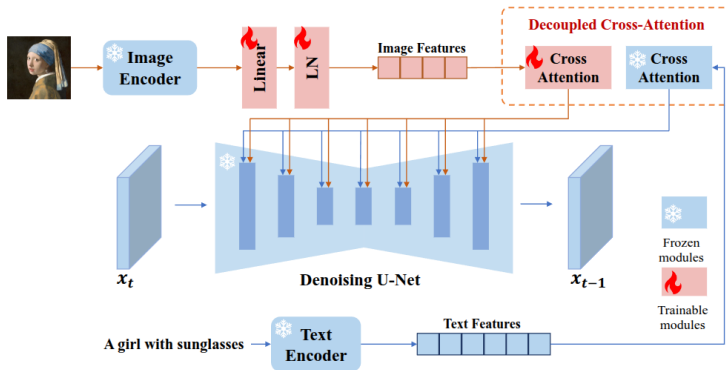 Decoupled Cross-Attention
Image
Encoder
Linear
LN
Image Features
Cross
Attention
Cross
Attention
x_t
Denoising U-Net
x_{t-1}
Frozen
modules
Trainable
modules
A girl with sunglasses
Text
Encoder
Text Features